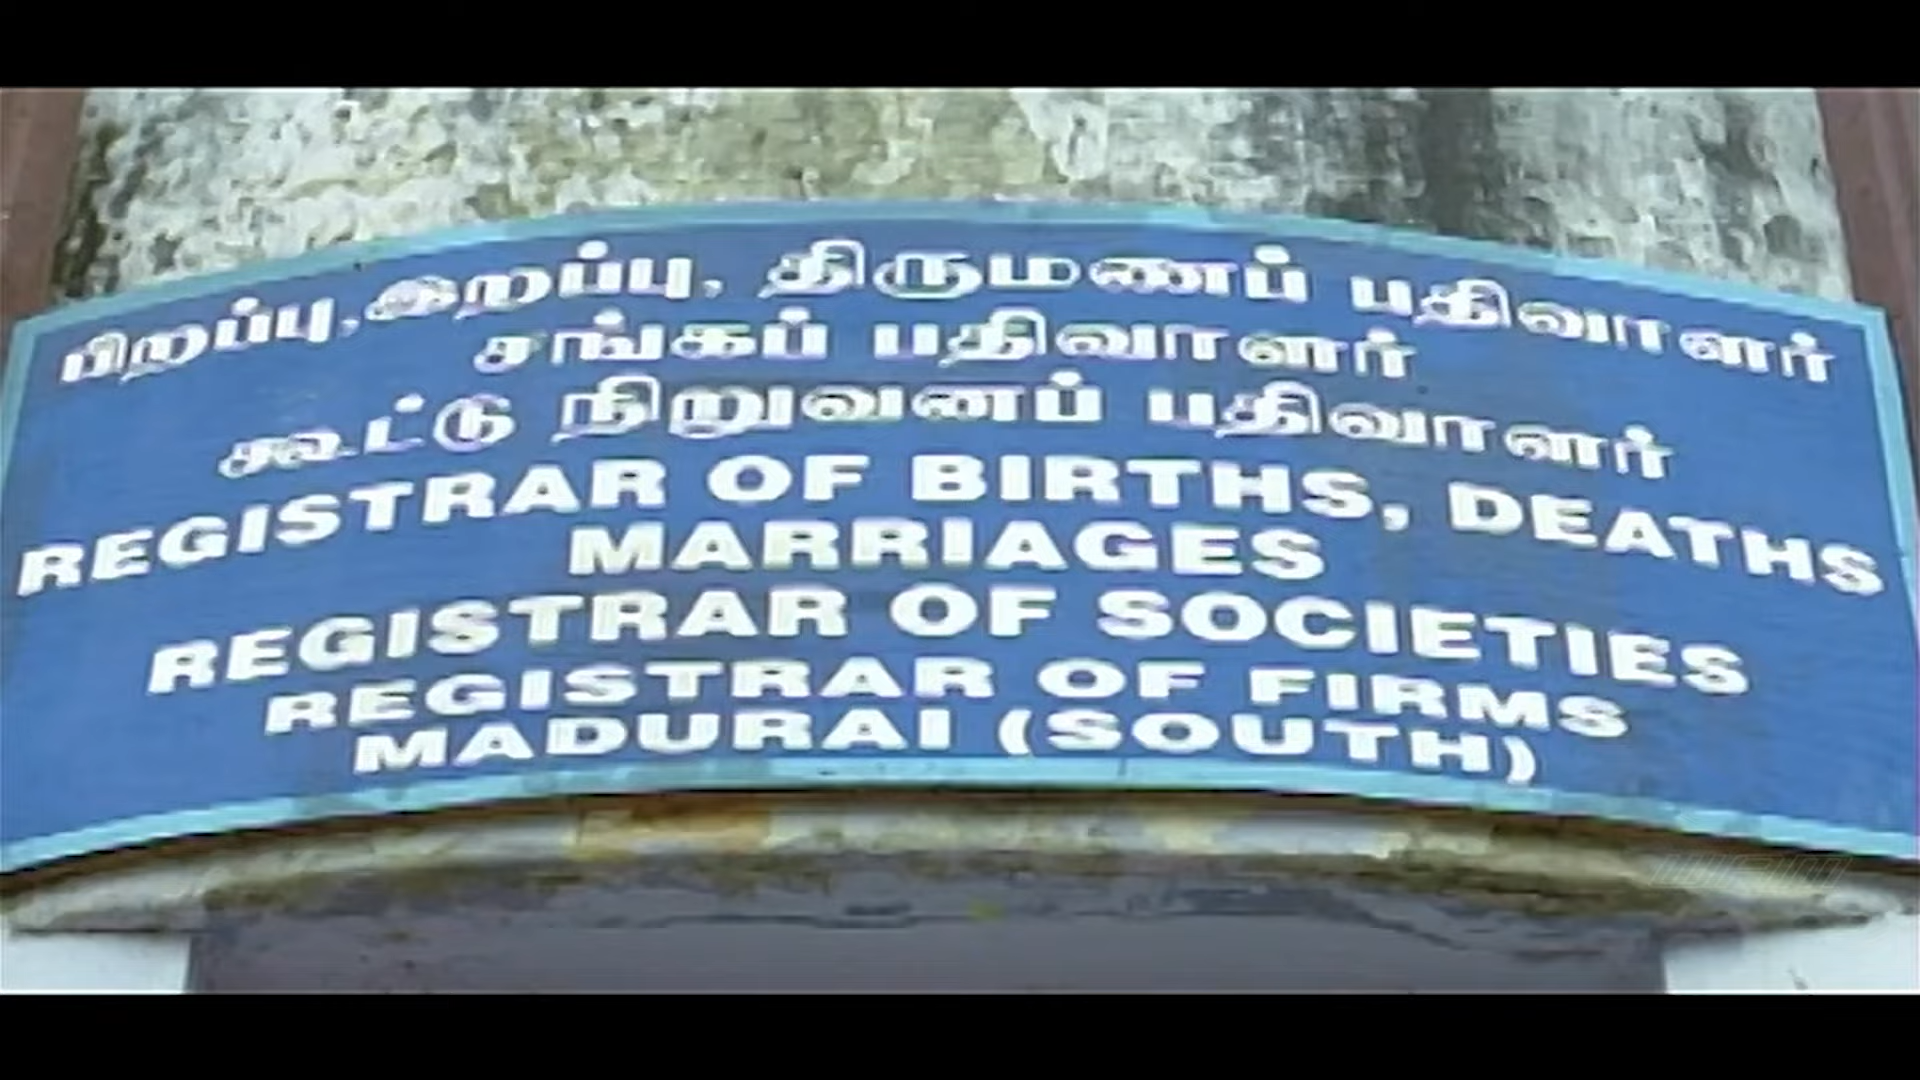 பிறப்பு, இறப்பு, திருமணப் பதிவாளர்
சங்கப் பதிவாளர்
கூட்டு நிறுவனப் பதிவாளர்
REGISTRAR OF BIRTHS, DEATHS
MARRIAGES
REGISTRAR OF SOCIETIES
REGISTRAR OF FIRMS
MADURAI (SOUTH)